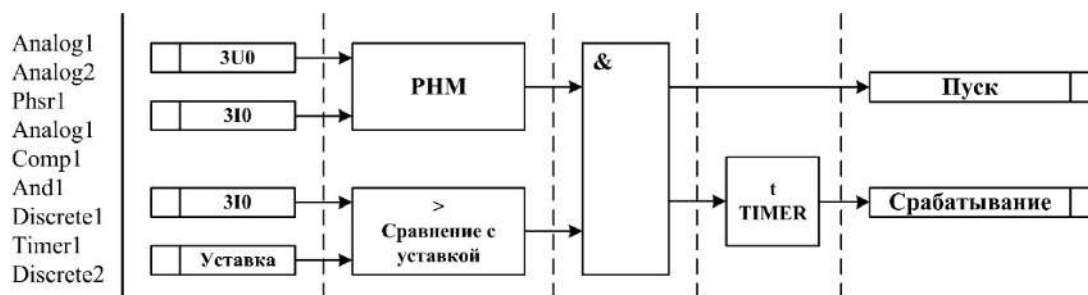 Analog1
Analog2
Phsr1
Analog1
Comp1
And1
Discrete1
Timer1
Discrete2
3U0
3I0
РНМ
3I0
Уставка
>
Сравнение с
уставкой
&
t
TIMER
Пуск
Срабатывание